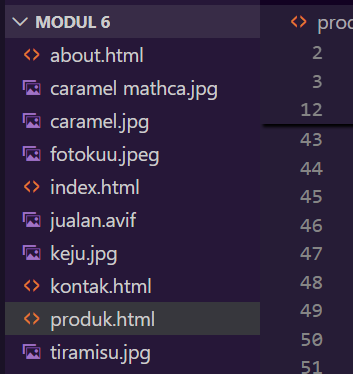 MODUL 6
about.html
caramel mathca.jpg
caramel.jpg
fotokuu.jpeg
index.html
jualan.avif
keju.jpg
kontak.html
produk.html
tiramisu.jpg
proc
2
3
12
43
44
45
46
47
48
49
50
51